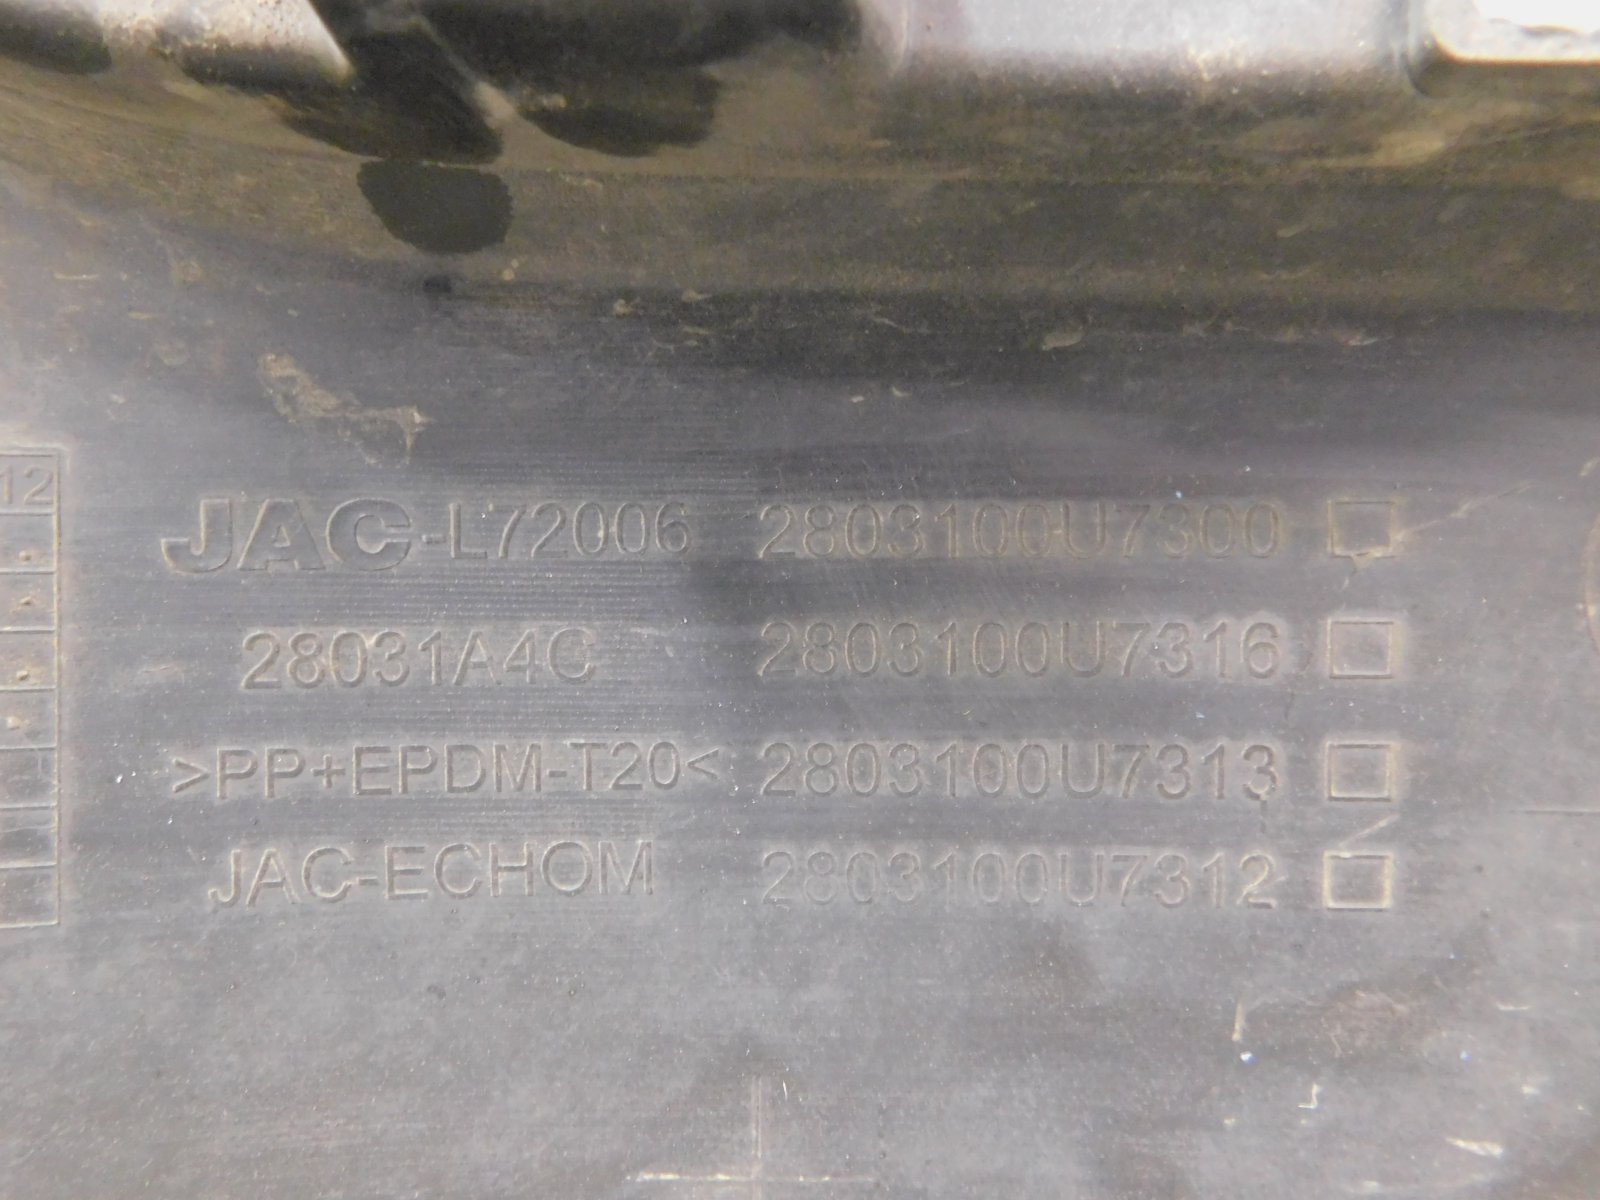 12
JAC-L72006 2803100U7300
28031A4C 2803100U7316
>PP+EPDM-T20< 2803100U7313
JAC-ECHOM 2803100U7312